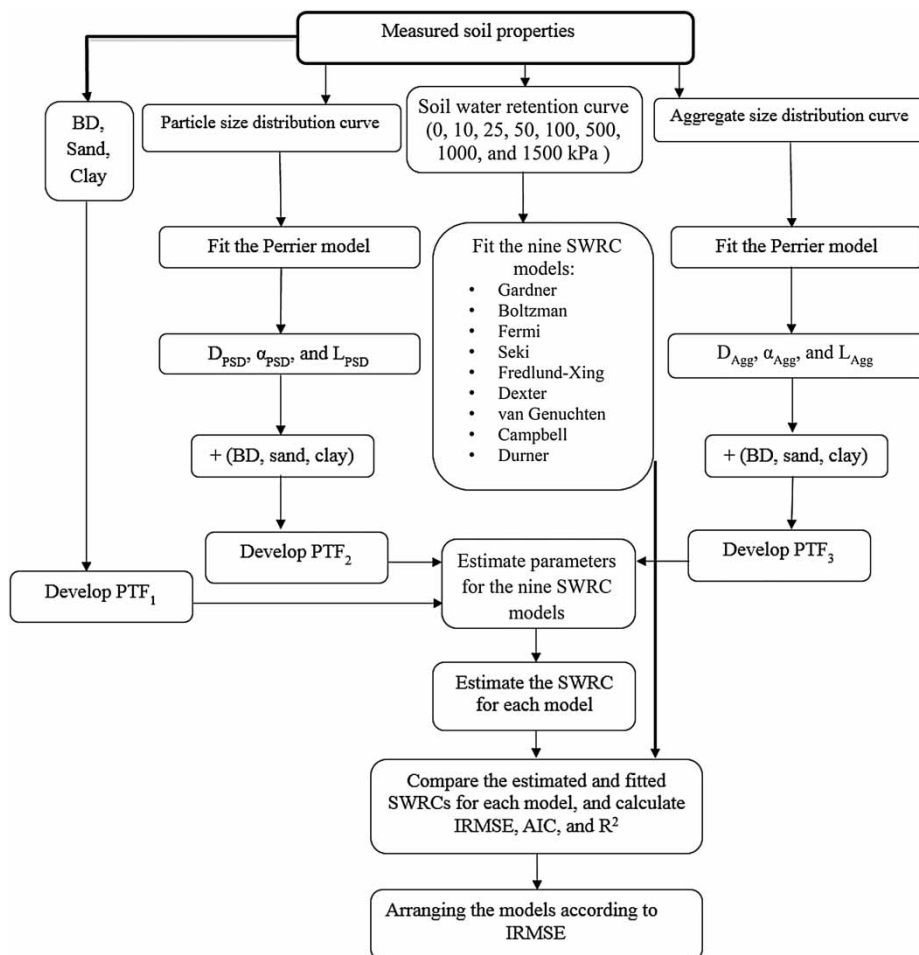 Measured soil properties
BD,
Sand,
Clay
Particle size distribution curve
Soil water retention curve
(0, 10, 25, 50, 100, 500,
1000, and 1500 kPa )
Aggregate size distribution curve
Fit the Perrier model
Fit the nine SWRC
models:
• Gardner
• Boltzman
• Fermi
• Seki
• Fredlund-Xing
• Dexter
• van Genuchten
• Campbell
• Durner
Fit the Perrier model
D_PSD, α_PSD, and L_PSD
D_Agg, α_Agg, and L_Agg
+ (BD, sand, clay)
+ (BD, sand, clay)
Develop PTF₂
Develop PTF₃
Develop PTF₁
Estimate parameters
for the nine SWRC
models
Estimate the SWRC
for each model
Compare the estimated and fitted
SWRCs for each model, and calculate
IRMSE, AIC, and R²
Arranging the models according to
IRMSE